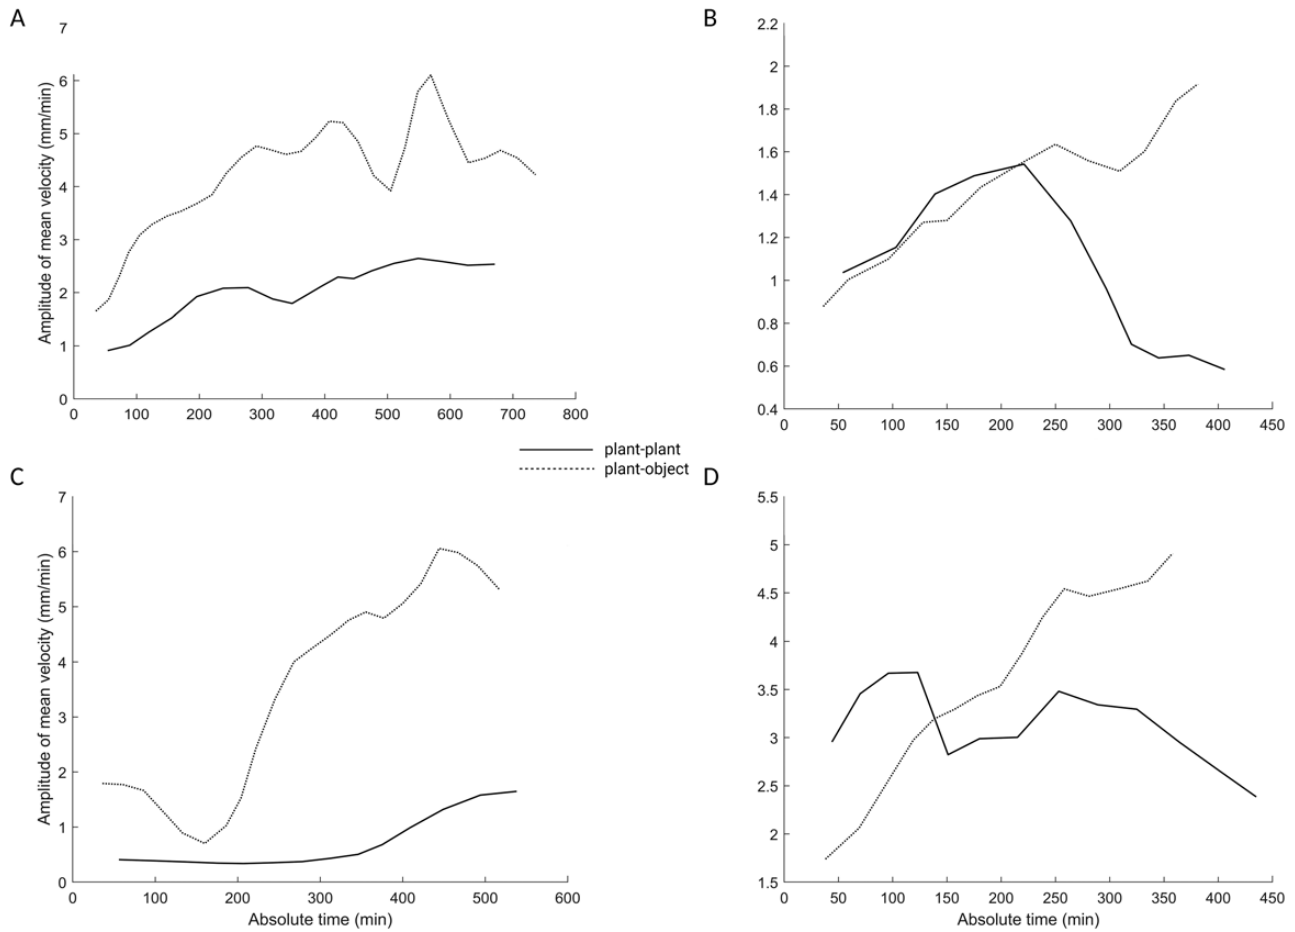 A
7
6
5
4
3
2
1
0
Amplitude of mean velocity (mm/min)
0 100 200 300 400 500 600 700 800
B
2.2
2
1.8
1.6
1.4
1.2
1
0.8
0.6
0.4
0 50 100 150 200 250 300 350 400 450
plant-plant
plant-object
C
7
6
5
4
3
2
1
0
Amplitude of mean velocity (mm/min)
0 100 200 300 400 500 600
Absolute time (min)
D
5.5
5
4.5
4
3.5
3
2.5
2
1.5
0 50 100 150 200 250 300 350 400 450
Absolute time (min)